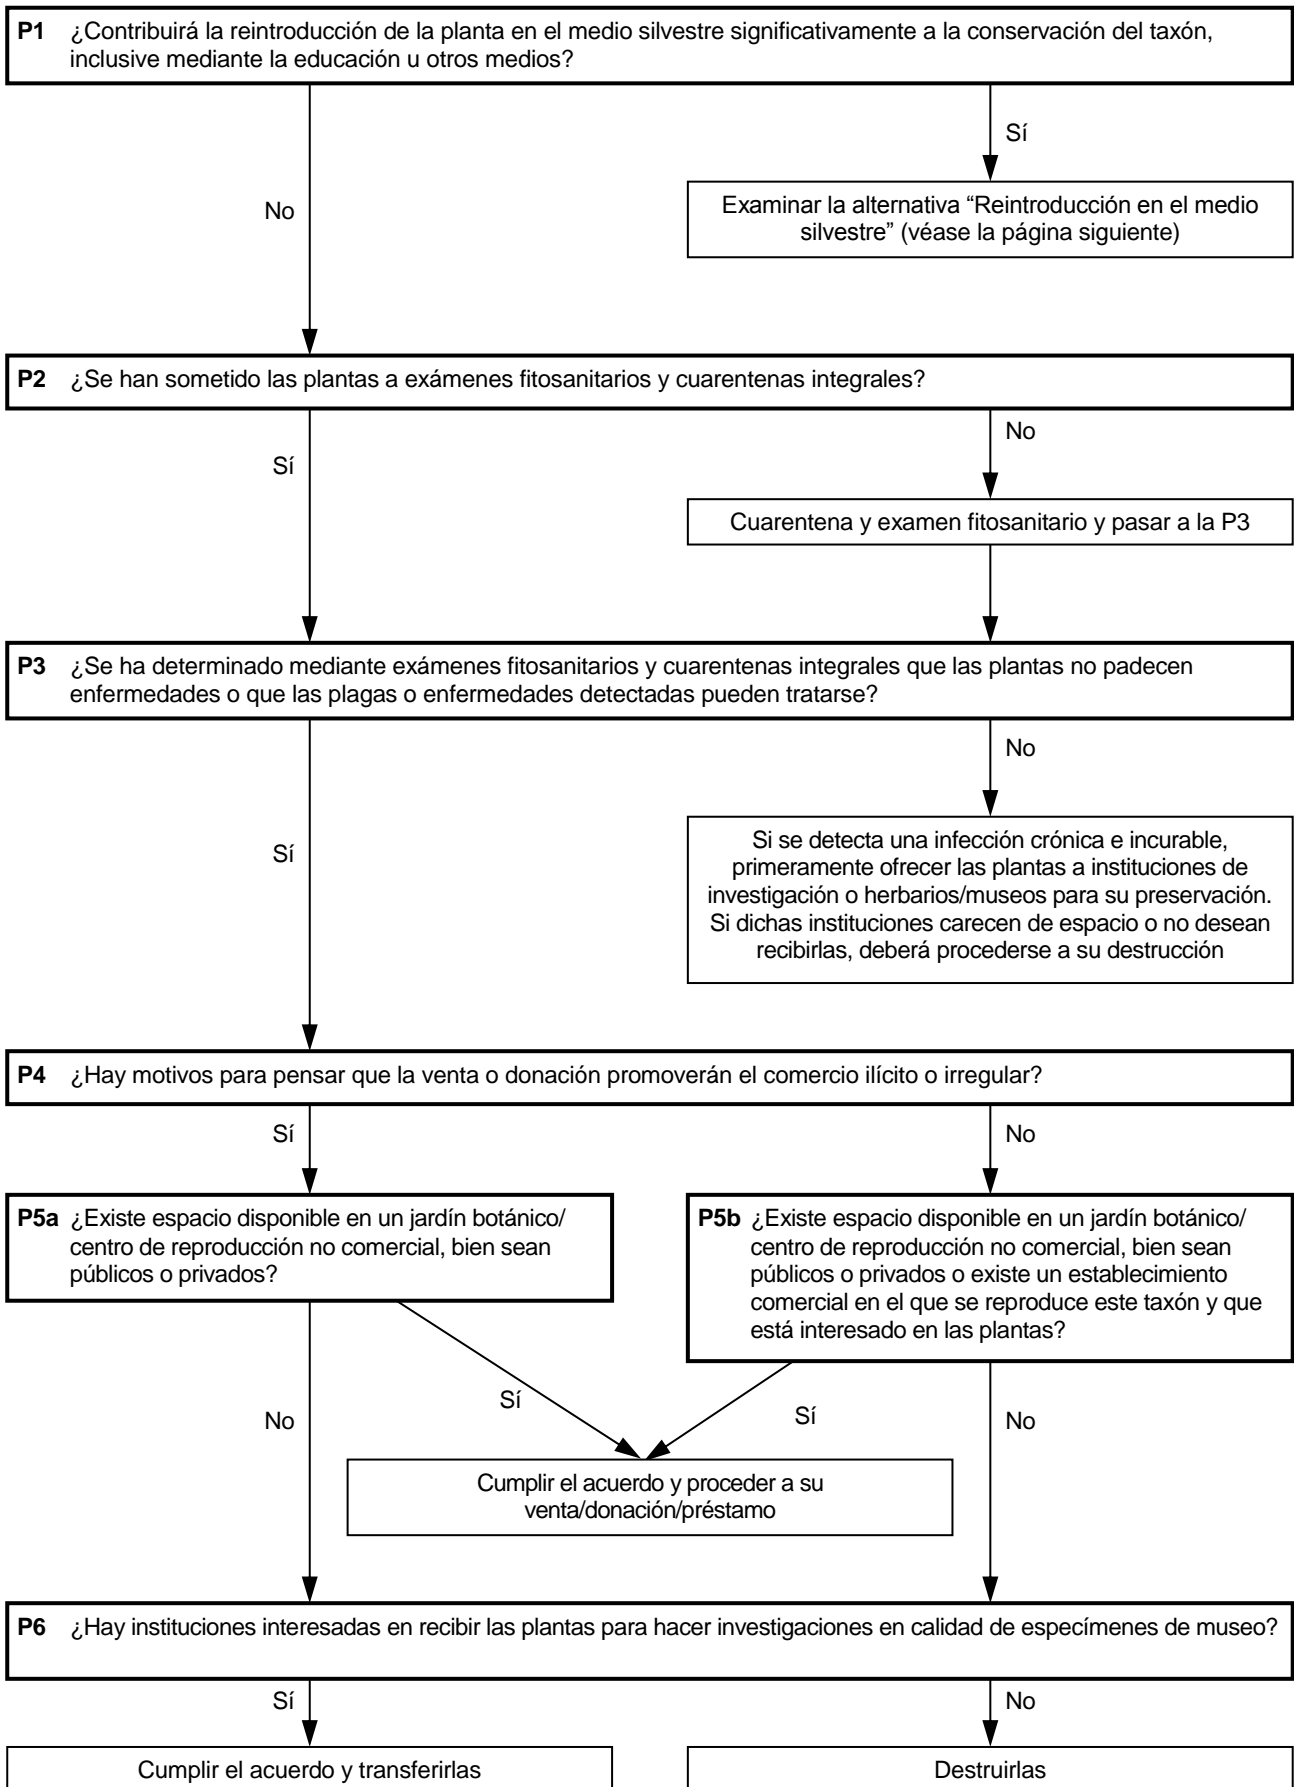 P1 ¿Contribuirá la reintroducción de la planta en el medio silvestre significativamente a la conservación del taxón,
inclusive mediante la educación u otros medios?
Sí
No
Examinar la alternativa “Reintroducción en el medio
silvestre” (véase la página siguiente)
P2 ¿Se han sometido las plantas a exámenes fitosanitarios y cuarentenas integrales?
No
Sí
Cuarentena y examen fitosanitario y pasar a la P3
P3 ¿Se ha determinado mediante exámenes fitosanitarios y cuarentenas integrales que las plantas no padecen
enfermedades o que las plagas o enfermedades detectadas pueden tratarse?
No
Sí
Si se detecta una infección crónica e incurable,
primeramente ofrecer las plantas a instituciones de
investigación o herbarios/museos para su preservación.
Si dichas instituciones carecen de espacio o no desean
recibirlas, deberá procederse a su destrucción
P4 ¿Hay motivos para pensar que la venta o donación promoverán el comercio ilícito o irregular?
Sí
No
P5a ¿Existe espacio disponible en un jardín botánico/
centro de reproducción no comercial, bien sean
públicos o privados?
P5b ¿Existe espacio disponible en un jardín botánico/
centro de reproducción no comercial, bien sean
públicos o privados o existe un establecimiento
comercial en el que se reproduce este taxón y que
está interesado en las plantas?
No
Sí
Sí
No
Cumplir el acuerdo y proceder a su
venta/donación/préstamo
P6 ¿Hay instituciones interesadas en recibir las plantas para hacer investigaciones en calidad de especímenes de museo?
Sí
No
Cumplir el acuerdo y transferirlas
Destruirlas